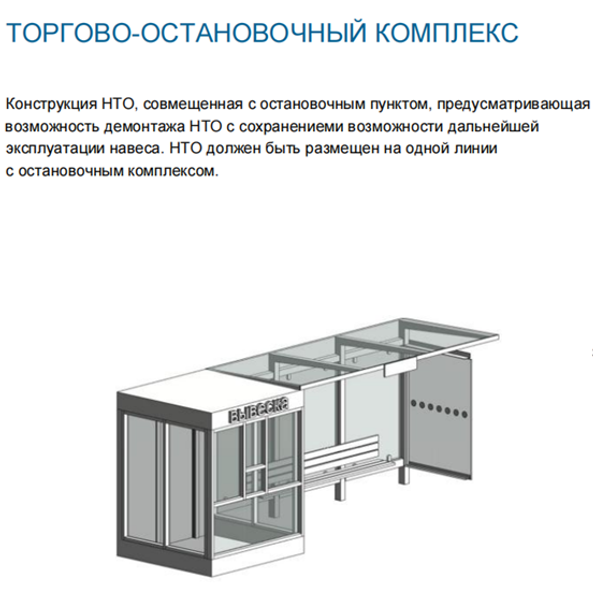 ТОРГОВО-ОСТАНОВОЧНЫЙ КОМПЛЕКС
Конструкция НТО, совмещенная с остановочным пунктом, предусматривающая
возможность демонтажа НТО с сохранениеми возможности дальнейшей
эксплуатации навеса. НТО должен быть размещен на одной линии
с остановочным комплексом.
вывеска